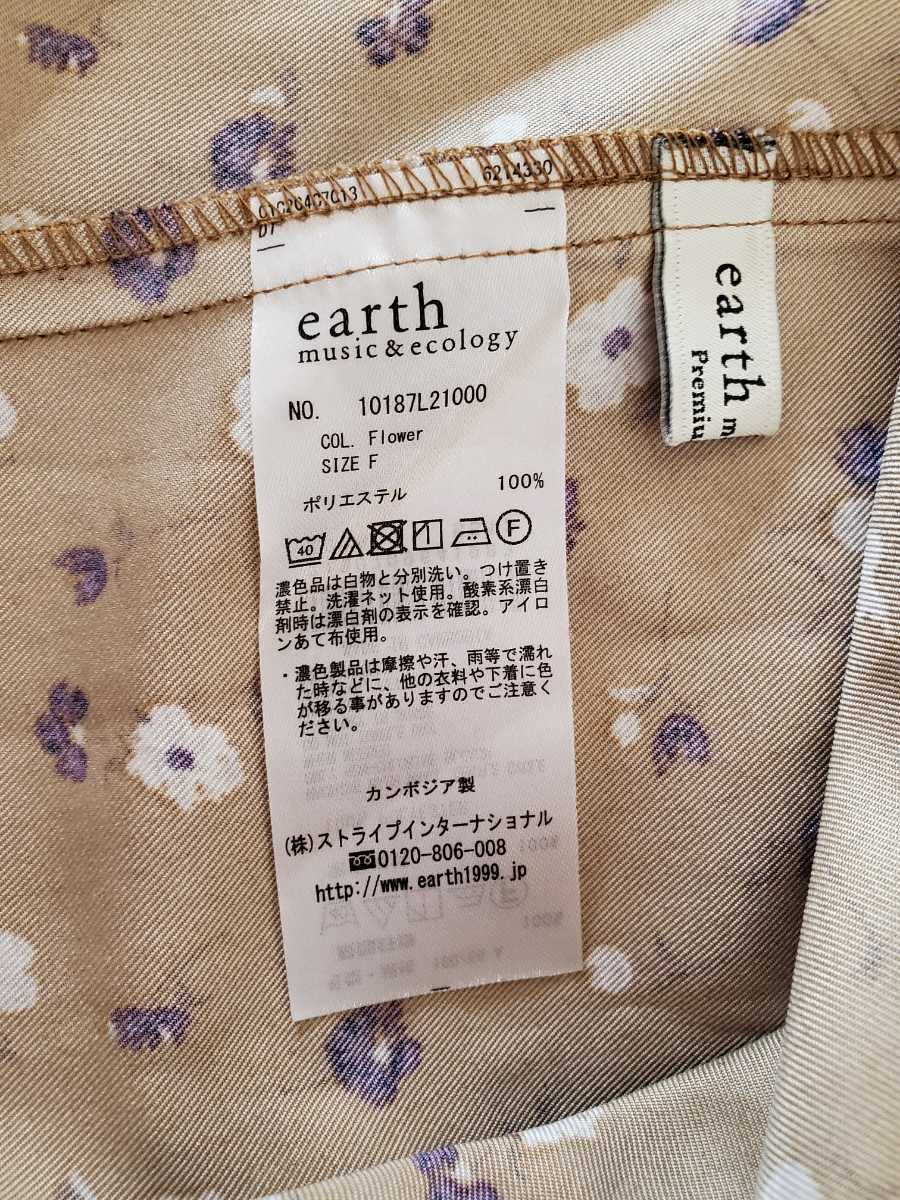 01026407013
6214330
earth
music&ecology
NO. 10187L21000
COL. Flower
SIZE F
ポリエステル 100%
40
F
濃色品は白物と分別洗い。つけ置き
禁止。洗濯ネット使用。酸素系漂白
剤時は漂白剤の表示を確認。アイロ
ンあて布使用。
・濃色製品は摩擦や汗、雨等で濡れ
た時などに、他の衣料や下着に色
が移る事がありますのでご注意く
ださい。
カンボジア製
(株)ストライプインターナショナル
0120-806-008
http://www.earth1999.jp
earth m
Premiu